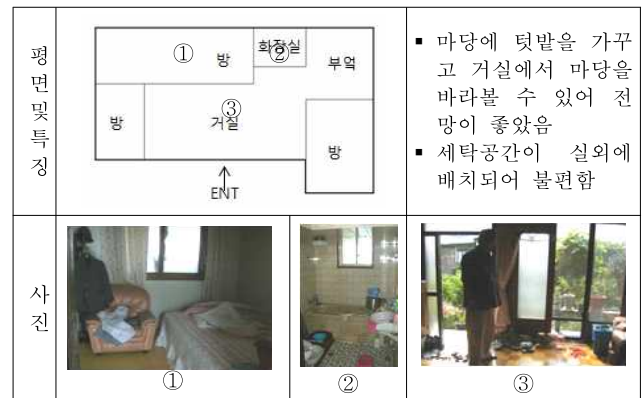 평
면
및
특
징
① 방
화장실
②
부엌
방
③
거실
방
ENT
▪ 마당에 텃밭을 가꾸
고 거실에서 마당을
바라볼 수 있어 전
망이 좋았음
▪ 세탁공간이 실외에
배치되어 불편함
사
진
①
②
③